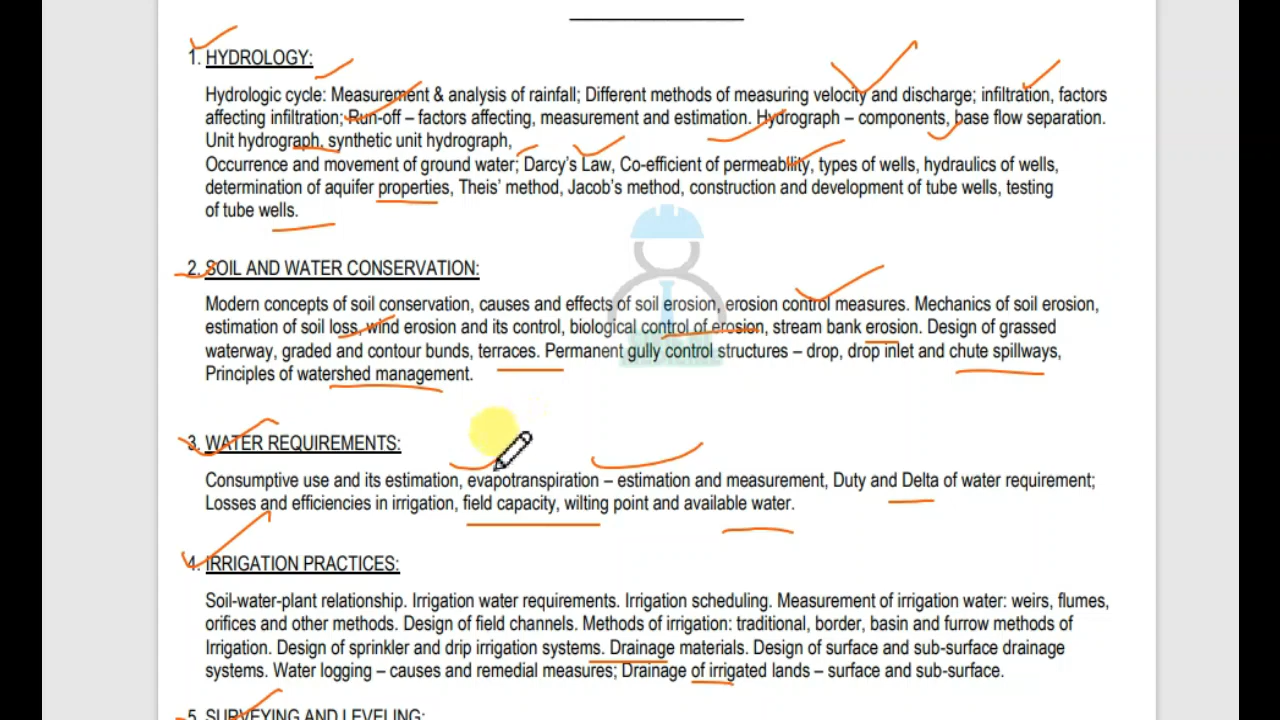 1. HYDROLOGY:
Hydrologic cycle: Measurement & analysis of rainfall; Different methods of measuring velocity and discharge; infiltration, factors
affecting infiltration; Run-off – factors affecting, measurement and estimation. Hydrograph – components, base flow separation.
Unit hydrograph, synthetic unit hydrograph,
Occurrence and movement of ground water; Darcy's Law, Co-efficient of permeability, types of wells, hydraulics of wells,
determination of aquifer properties, Theis' method, Jacob's method, construction and development of tube wells, testing
of tube wells.
2. SOIL AND WATER CONSERVATION:
Modern concepts of soil conservation, causes and effects of soil erosion, erosion control measures. Mechanics of soil erosion,
estimation of soil loss, wind erosion and its control, biological control of erosion, stream bank erosion. Design of grassed
waterway, graded and contour bunds, terraces. Permanent gully control structures – drop, drop inlet and chute spillways,
Principles of watershed management.
3. WATER REQUIREMENTS:
Consumptive use and its estimation, evapotranspiration – estimation and measurement, Duty and Delta of water requirement;
Losses and efficiencies in irrigation, field capacity, wilting point and available water.
4. IRRIGATION PRACTICES:
Soil-water-plant relationship. Irrigation water requirements. Irrigation scheduling. Measurement of irrigation water: weirs, flumes,
orifices and other methods. Design of field channels. Methods of irrigation: traditional, border, basin and furrow methods of
Irrigation. Design of sprinkler and drip irrigation systems. Drainage materials. Design of surface and sub-surface drainage
systems. Water logging – causes and remedial measures; Drainage of irrigated lands – surface and sub-surface.
5. SURVEYING AND LEVELING: